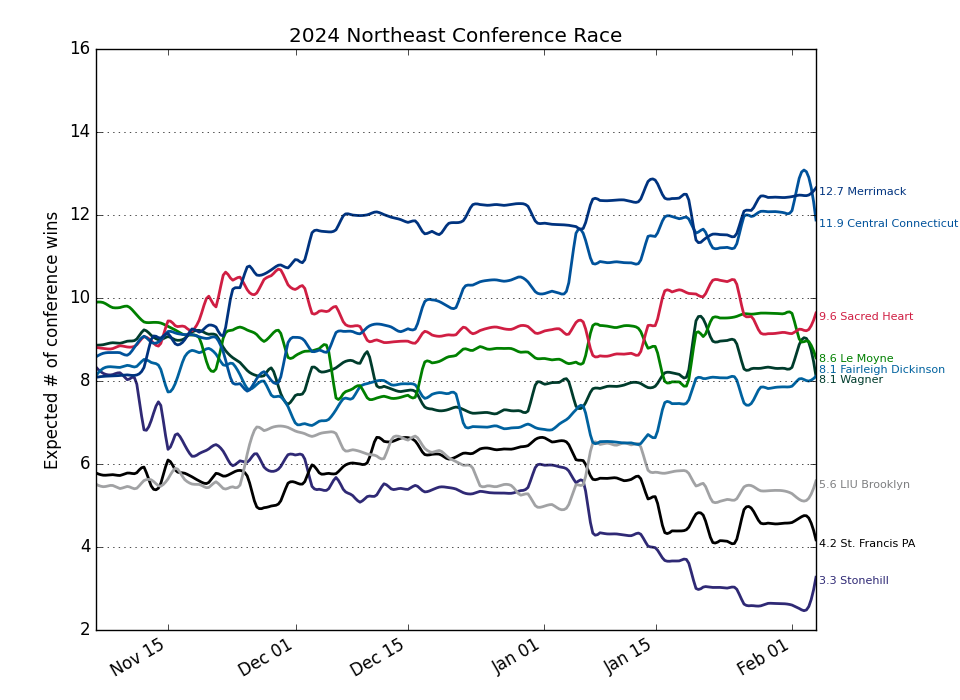 2024 Northeast Conference Race
Expected # of conference wins
16
14
12
10
8
6
4
2
Nov 15
Dec 01
Dec 15
Jan 01
Jan 15
Feb 01
12.7 Merrimack
11.9 Central Connecticut
9.6 Sacred Heart
8.6 Le Moyne
8.1 Fairleigh Dickinson
8.1 Wagner
5.6 LIU Brooklyn
4.2 St. Francis PA
3.3 Stonehill